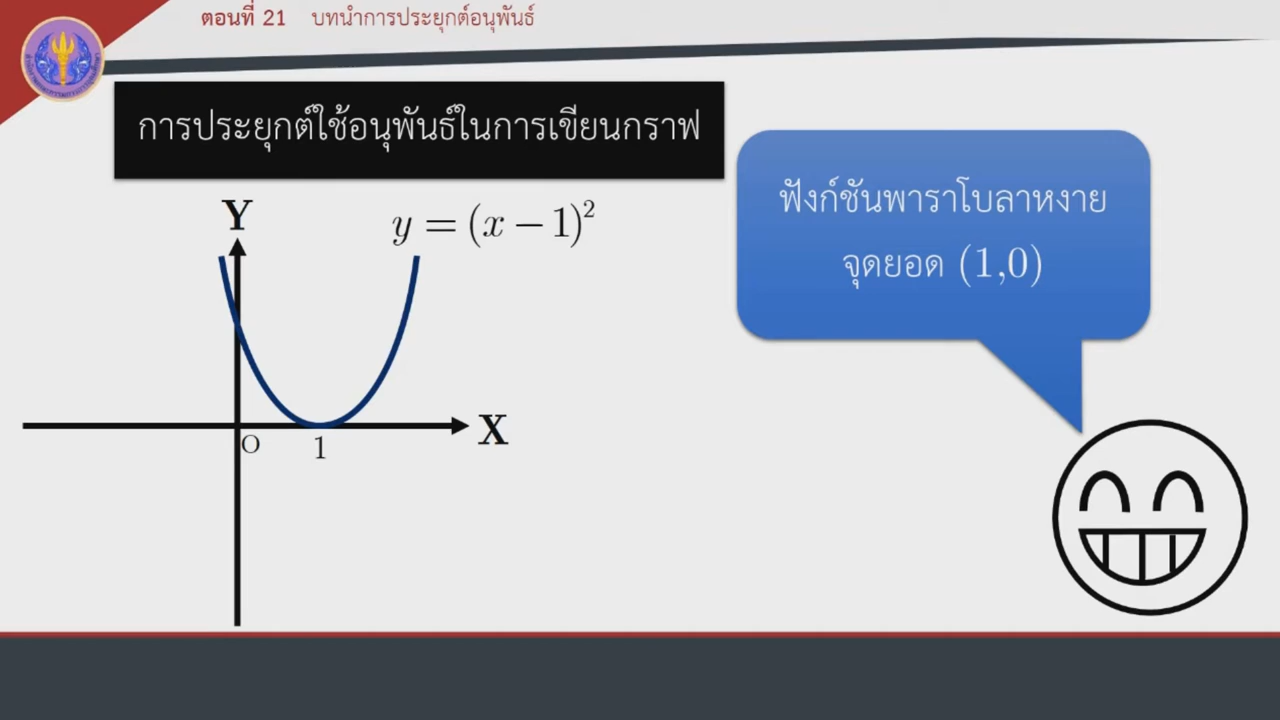 ตอนที่ 21 บทนำการประยุกต์อนุพันธ์
การประยุกต์ใช้อนุพันธ์ในการเขียนกราฟ
ฟังก์ชันพาราโบลาหงาย
จุดยอด (1,0)
Y
y = (x − 1)²
X
O
1